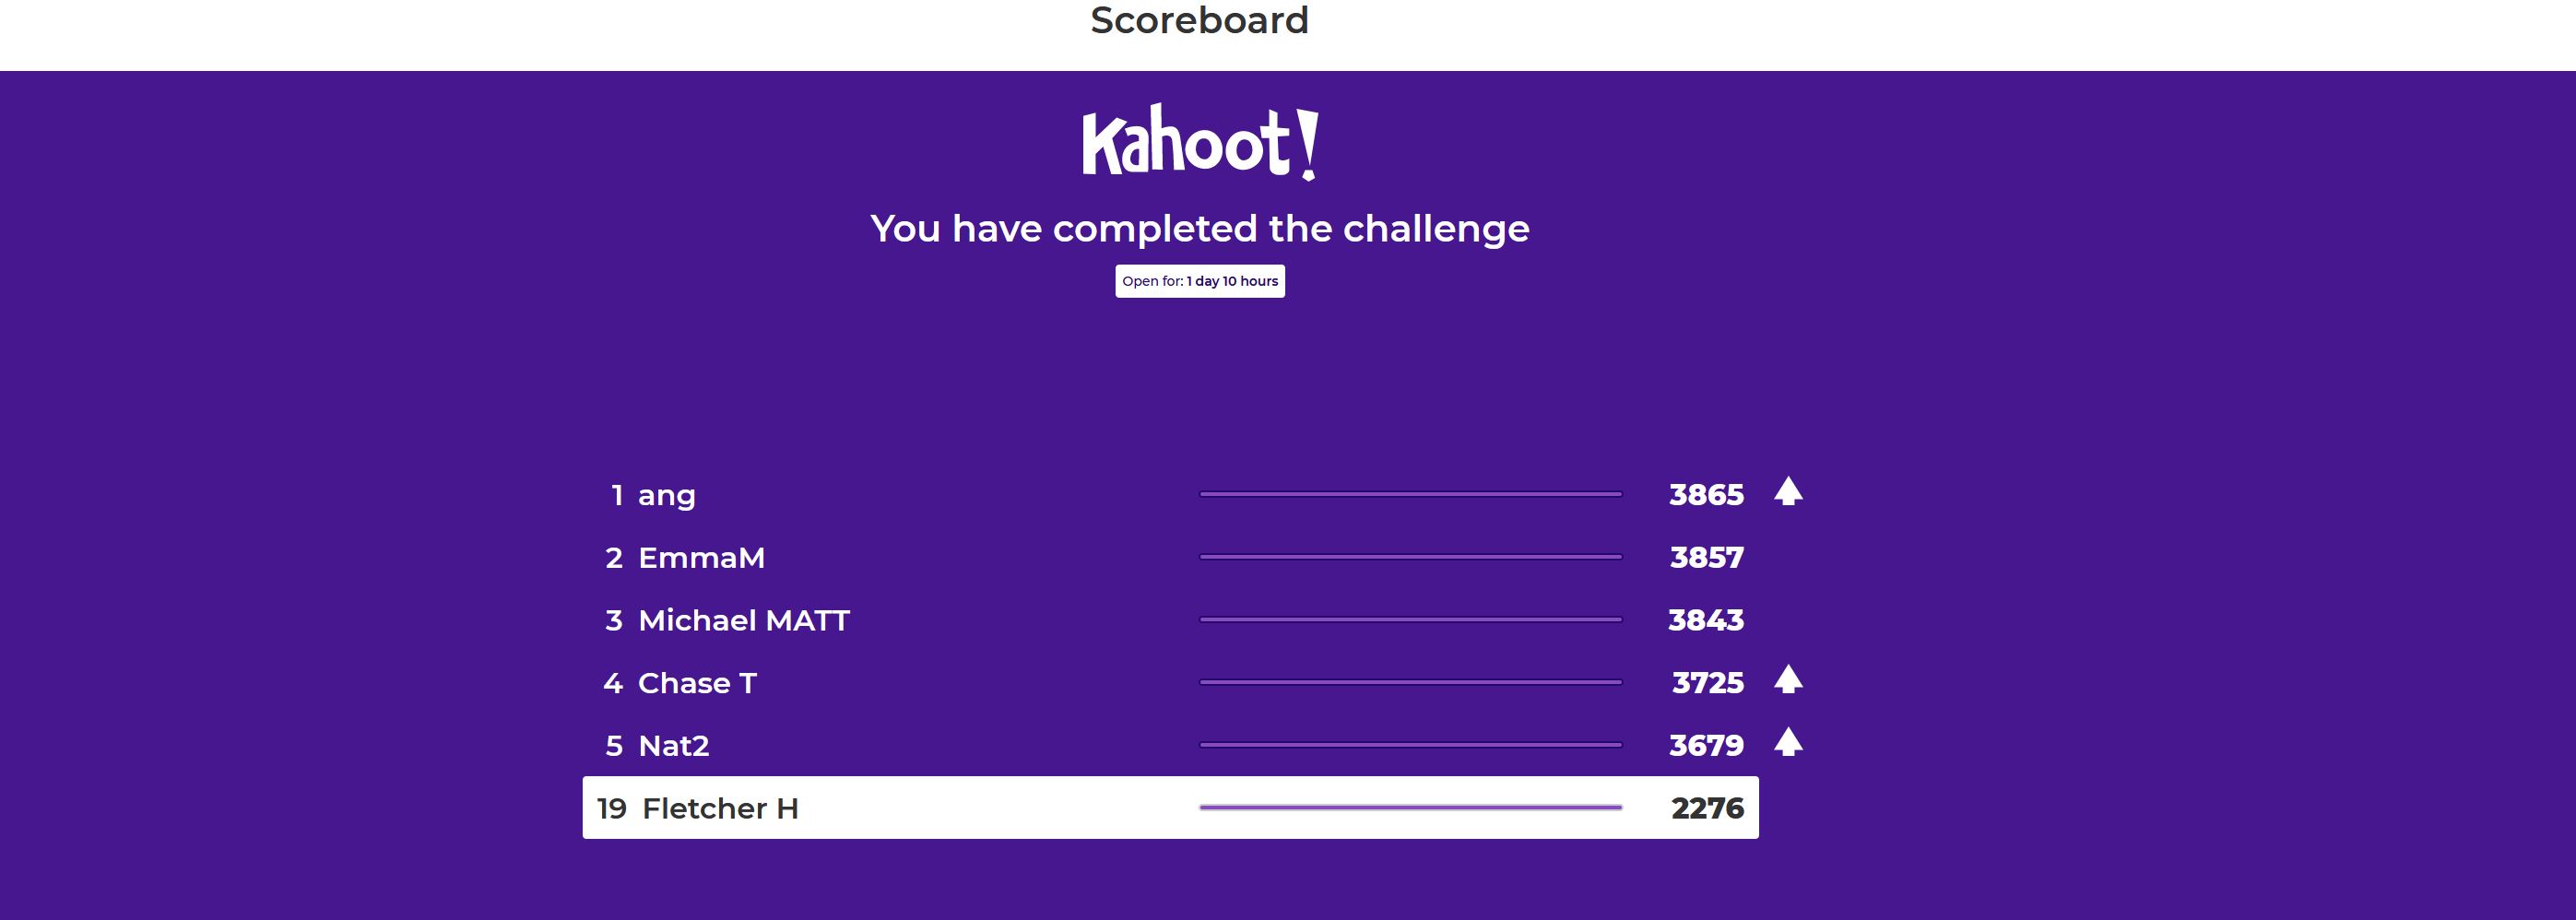 Scoreboard
Kahoot!
You have completed the challenge
Open for: 1 day 10 hours
1 ang 3865
2 EmmaM 3857
3 Michael MATT 3843
4 Chase T 3725
5 Nat2 3679
19 Fletcher H 2276